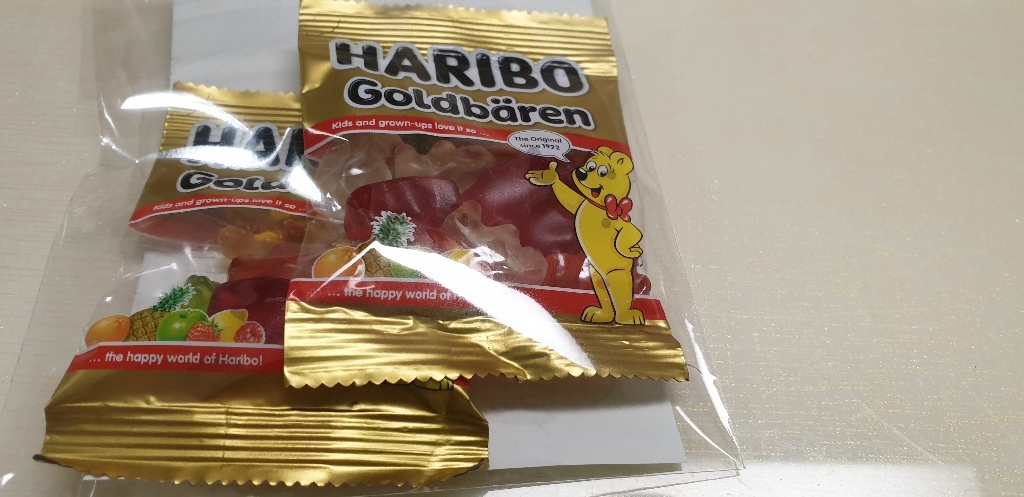 HARIBO
Goldbären
Kids and grown-ups love it so ...
The Original
since 1922
... the happy world of
HA
Gold
Kids and grown-ups love it so ...
... the happy world of Haribo!